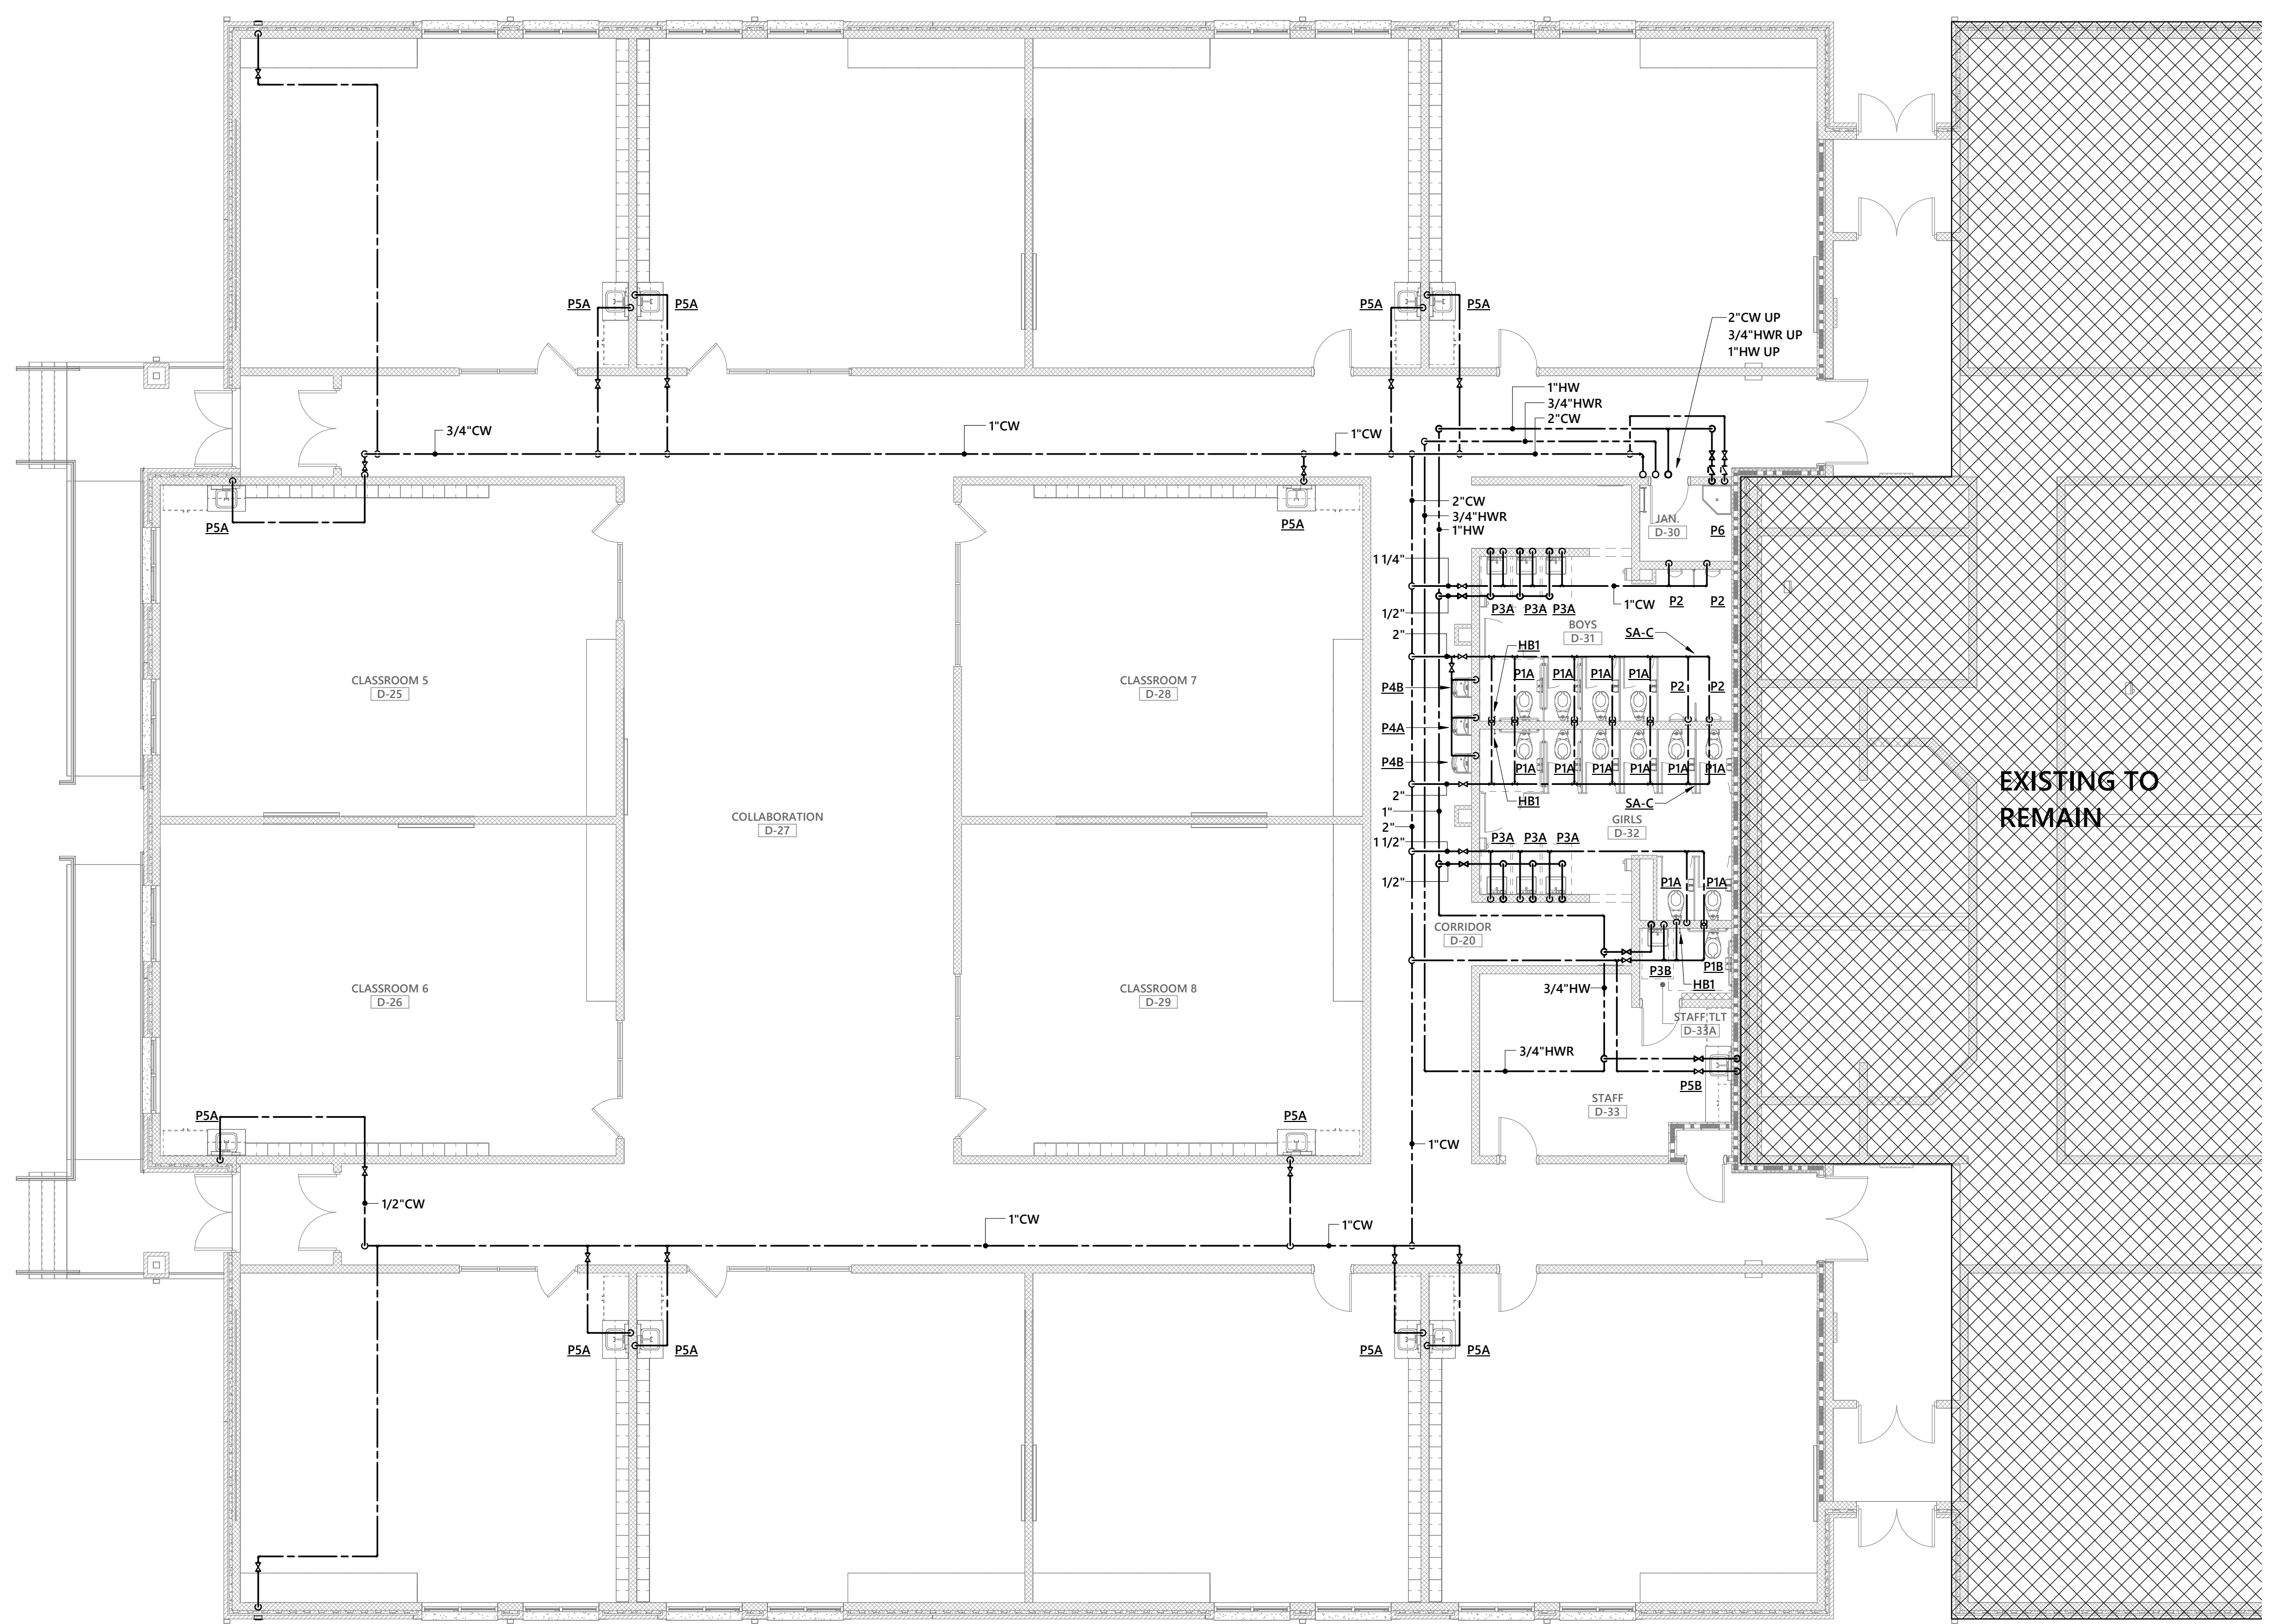 P5A
P5A
P5A
P5A
2"CW UP
3/4"HWR UP
1"HW UP
1"HW
3/4"HWR
2"CW
3/4"CW
1"CW
1"CW
P5A
P5A
2"CW
3/4"HWR
1"HW
JAN.
D-30
P6
1 1/4"
1/2"
P3A
P3A
P3A
1"CW
P2
P2
BOYS
D-31
2"
HB1
SA-C
CLASSROOM 5
D-25
CLASSROOM 7
D-28
P4B
P1A
P1A
P1A
P1A
P2
P2
P4A
P4B
P1A
P1A
P1A
P1A
P1A
P1A
EXISTING TO
REMAIN
2"
HB1
SA-C
1"
COLLABORATION
D-27
GIRLS
D-32
2"
1 1/2"
P3A
P3A
P3A
1/2"
P1A
P1A
CORRIDOR
D-20
P3B
P1B
CLASSROOM 6
D-26
CLASSROOM 8
D-29
3/4"HW
HB1
STAFF TLT
D-33A
3/4"HWR
P5B
STAFF
D-33
P5A
P5A
1"CW
1/2"CW
1"CW
1"CW
P5A
P5A
P5A
P5A